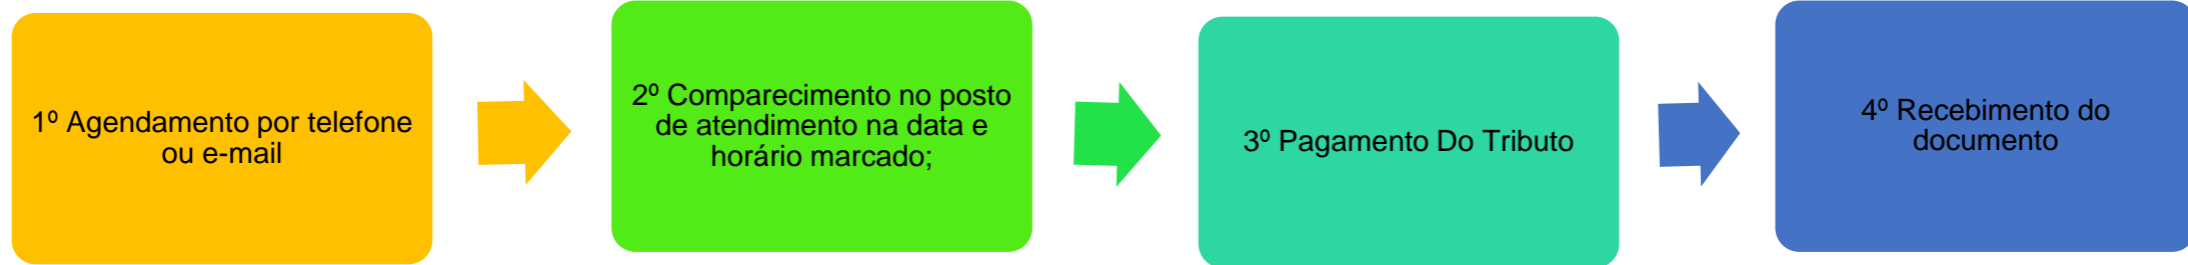 1º Agendamento por telefone
ou e-mail
2º Comparecimento no posto
de atendimento na data e
horário marcado;
3º Pagamento Do Tributo
4º Recebimento do
documento